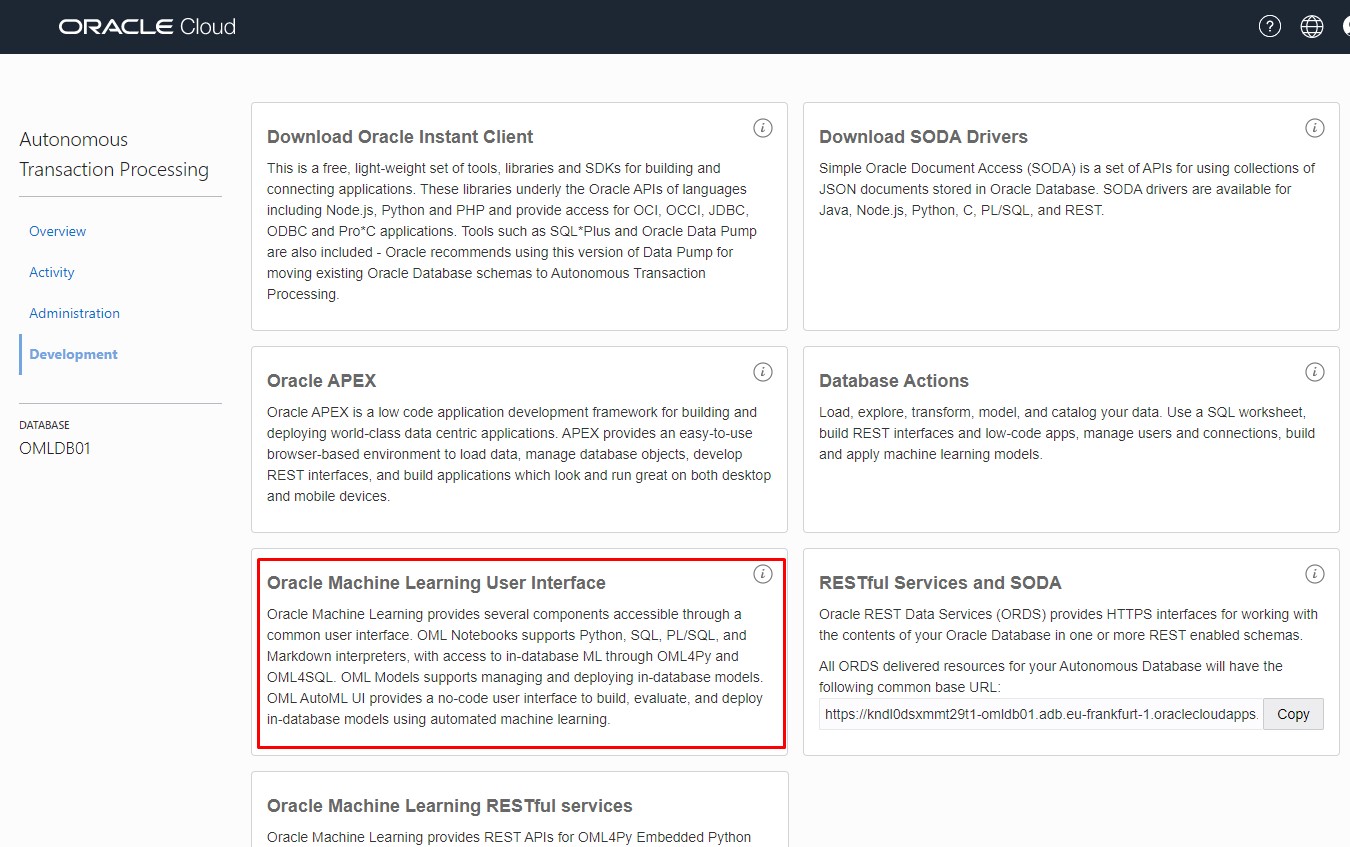 ORACLE Cloud
Autonomous
Transaction Processing
Overview
Activity
Administration
Development
DATABASE
OMLDB01
Download Oracle Instant Client
This is a free, light-weight set of tools, libraries and SDKs for building and
connecting applications. These libraries underly the Oracle APIs of languages
including Node.js, Python and PHP and provide access for OCI, OCCI, JDBC,
ODBC and Pro*C applications. Tools such as SQL*Plus and Oracle Data Pump
are also included - Oracle recommends using this version of Data Pump for
moving existing Oracle Database schemas to Autonomous Transaction
Processing.
Download SODA Drivers
Simple Oracle Document Access (SODA) is a set of APIs for using collections of
JSON documents stored in Oracle Database. SODA drivers are available for
Java, Node.js, Python, C, PL/SQL, and REST.
Oracle APEX
Oracle APEX is a low code application development framework for building and
deploying world-class data centric applications. APEX provides an easy-to-use
browser-based environment to load data, manage database objects, develop
REST interfaces, and build applications which look and run great on both desktop
and mobile devices.
Database Actions
Load, explore, transform, model, and catalog your data. Use a SQL worksheet,
build REST interfaces and low-code apps, manage users and connections, build
and apply machine learning models.
Oracle Machine Learning User Interface
Oracle Machine Learning provides several components accessible through a
common user interface. OML Notebooks supports Python, SQL, PL/SQL, and
Markdown interpreters, with access to in-database ML through OML4Py and
OML4SQL. OML Models supports managing and deploying in-database models.
OML AutoML UI provides a no-code user interface to build, evaluate, and deploy
in-database models using automated machine learning.
RESTful Services and SODA
Oracle REST Data Services (ORDS) provides HTTPS interfaces for working with
the contents of your Oracle Database in one or more REST enabled schemas.
All ORDS delivered resources for your Autonomous Database will have the
following common base URL:
https://kndl0dsxmmt29t1-omldb01.adb.eu-frankfurt-1.oraclecloudapps. Copy
Oracle Machine Learning RESTful services
Oracle Machine Learning provides REST APIs for OML4Py Embedded Python